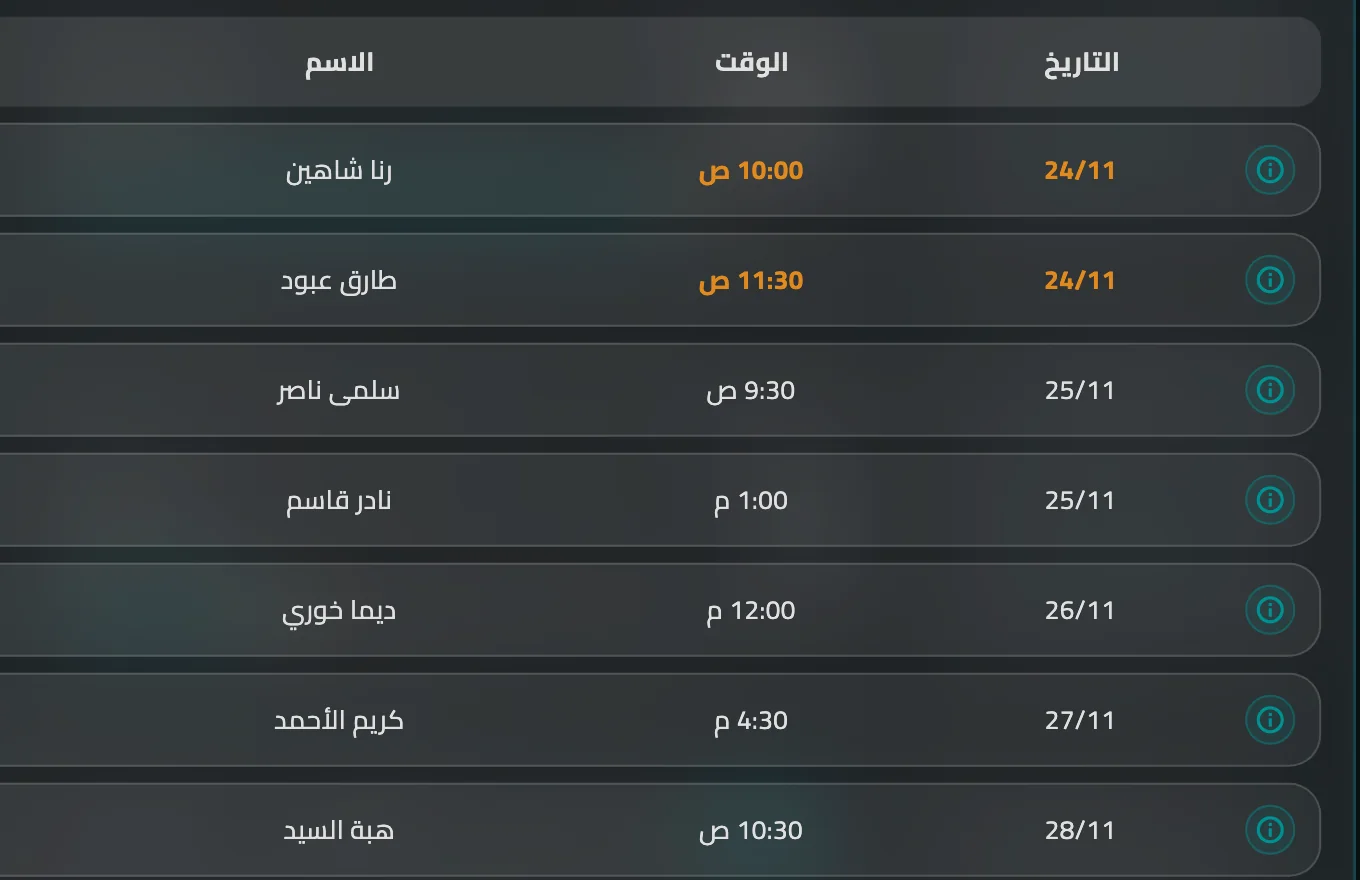 التاريخ الوقت الاسم
24/11 10:00 ص رنا شاهين
24/11 11:30 ص طارق عبود
25/11 9:30 ص سلمى ناصر
25/11 1:00 م نادر قاسم
26/11 12:00 م ديما خوري
27/11 4:30 م كريم الأحمد
28/11 10:30 ص هبة السيد